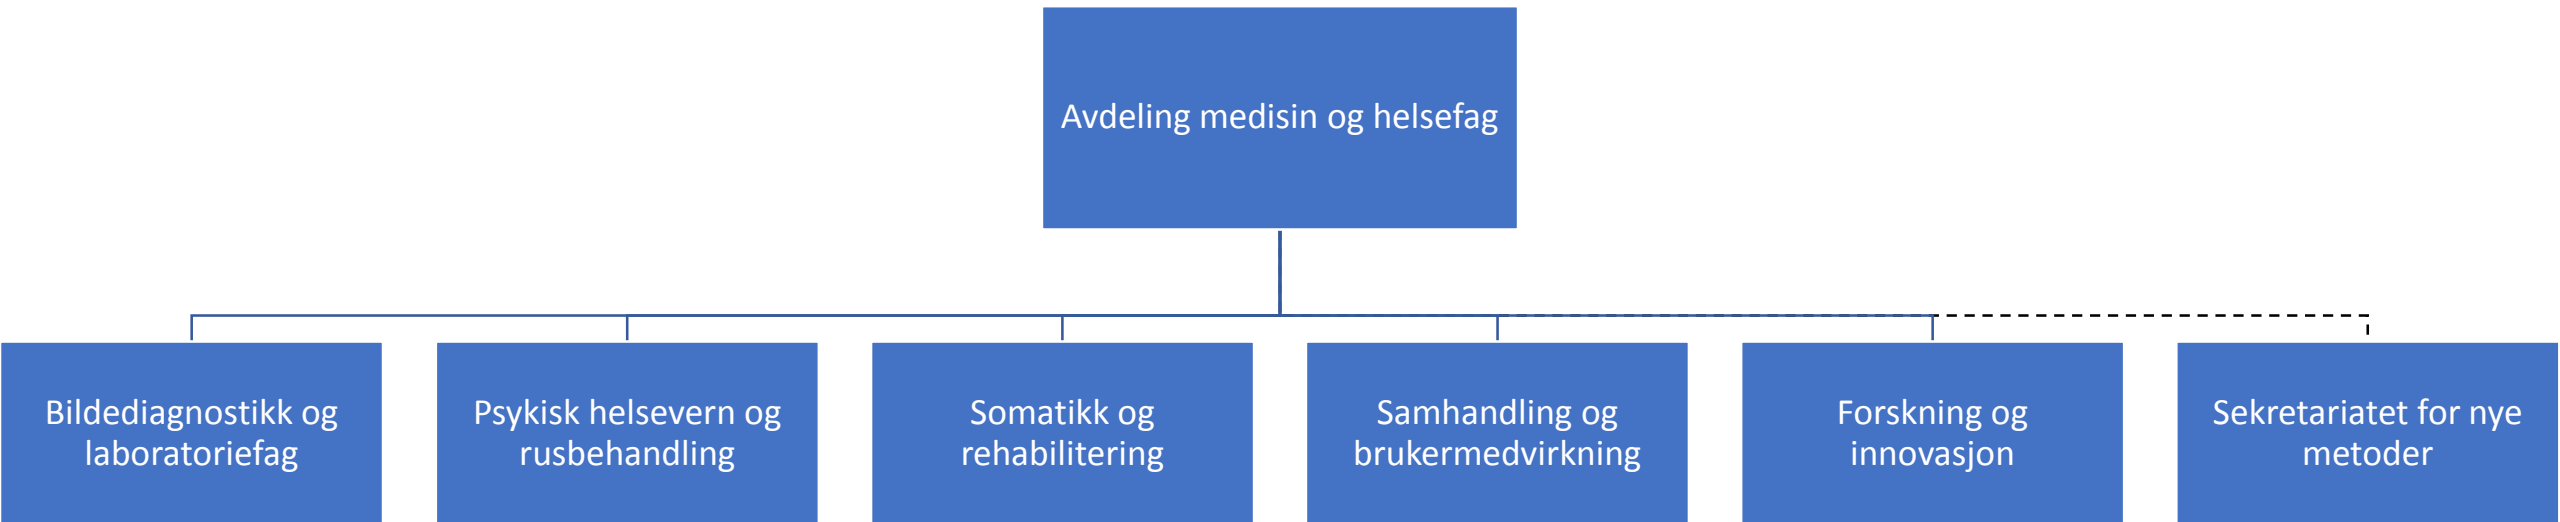 Avdeling medisin og helsefag
Bildediagnostikk og
laboratoriefag
Psykisk helsevern og
rusbehandling
Somatikk og
rehabilitering
Samhandling og
brukermedvirkning
Forskning og
innovasjon
Sekretariatet for nye
metoder